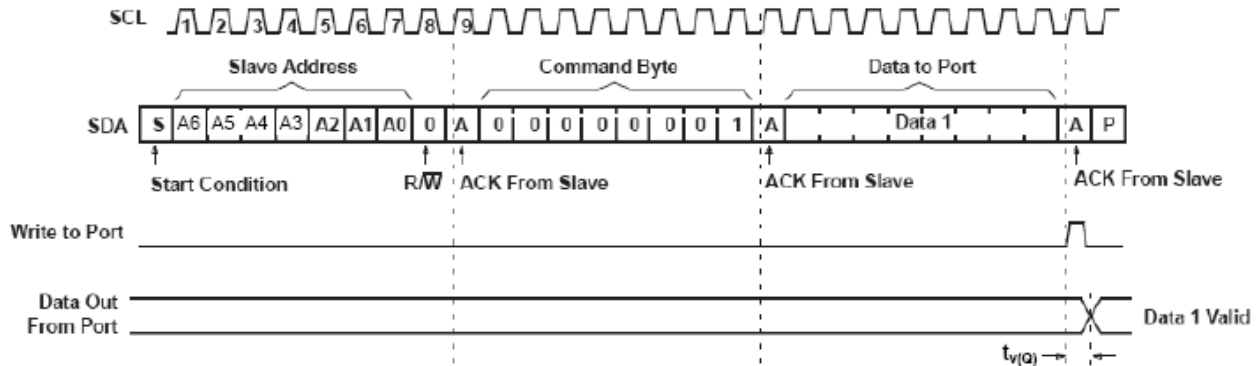 SCL 1 2 3 4 5 6 7 8 9
Slave Address Command Byte Data to Port
SDA S A6 A5 A4 A3 A2 A1 A0 0 A 0 0 0 0 0 0 0 1 A Data 1 A P
Start Condition R/W̅ ACK From Slave ACK From Slave ACK From Slave
Write to Port
Data Out
From Port
Data 1 Valid
tv(Q)